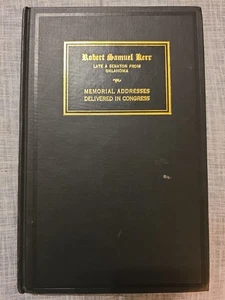 Robert Samuel Kerr
LATE A SENATOR FROM
OKLAHOMA
MEMORIAL ADDRESSES
DELIVERED IN CONGRESS